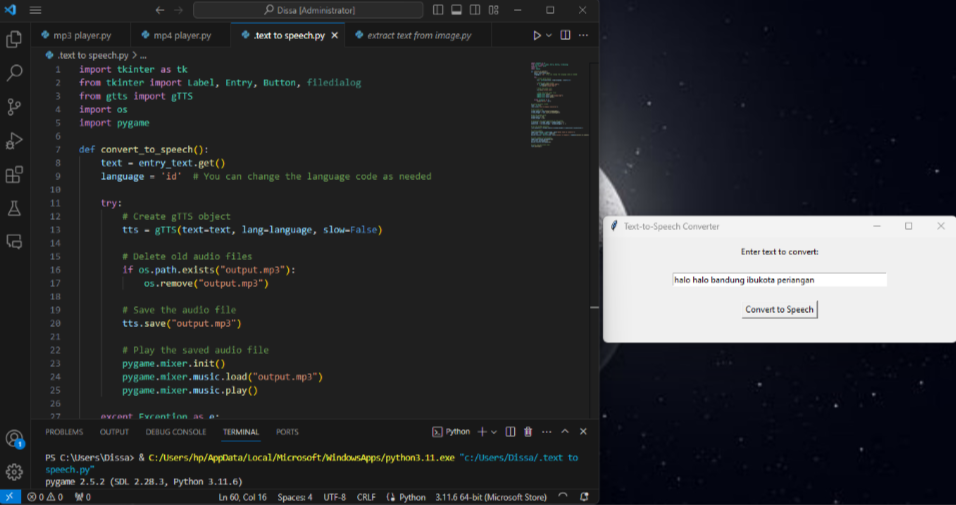 Dissa [Administrator]
mp3 player.py
mp4 player.py
.text to speech.py
extract text from image.py
.text to speech.py > ...
1 import tkinter as tk
2 from tkinter import Label, Entry, Button, filedialog
3 from gtts import gTTS
4 import os
5 import pygame
6
7 def convert_to_speech():
8 text = entry_text.get()
9 language = 'id' # You can change the language code as needed
10
11 try:
12 # Create gTTS object
13 tts = gTTS(text=text, lang=language, slow=False)
14
15 # Delete old audio files
16 if os.path.exists("output.mp3"):
17 os.remove("output.mp3")
18
19 # Save the audio file
20 tts.save("output.mp3")
21
22 # Play the saved audio file
23 pygame.mixer.init()
24 pygame.mixer.music.load("output.mp3")
25 pygame.mixer.music.play()
26
27 except Exception as e:
PROBLEMS OUTPUT DEBUG CONSOLE TERMINAL PORTS
Python
PS C:\Users\Dissa> & C:/Users/hp/AppData/Local/Microsoft/WindowsApps/python3.11.exe "c:/Users/Dissa/.text to
speech.py"
pygame 2.5.2 (SDL 2.28.3, Python 3.11.6)
1
0 0 0 Ln 60, Col 16 Spaces: 4 UTF-8 CRLF Python 3.11.6 64-bit (Microsoft Store)
Text-to-Speech Converter
Enter text to convert:
halo halo bandung ibukota periangan
Convert to Speech